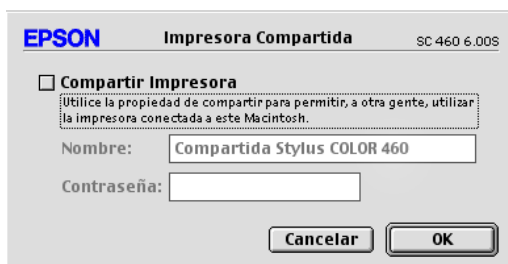 EPSON Impresora Compartida SC 460 6.00S
Compartir Impresora
Utilice la propiedad de compartir para permitir, a otra gente, utilizar
la impresora conectada a este Macintosh.
Nombre: Compartida Stylus COLOR 460
Contraseña:
Cancelar OK